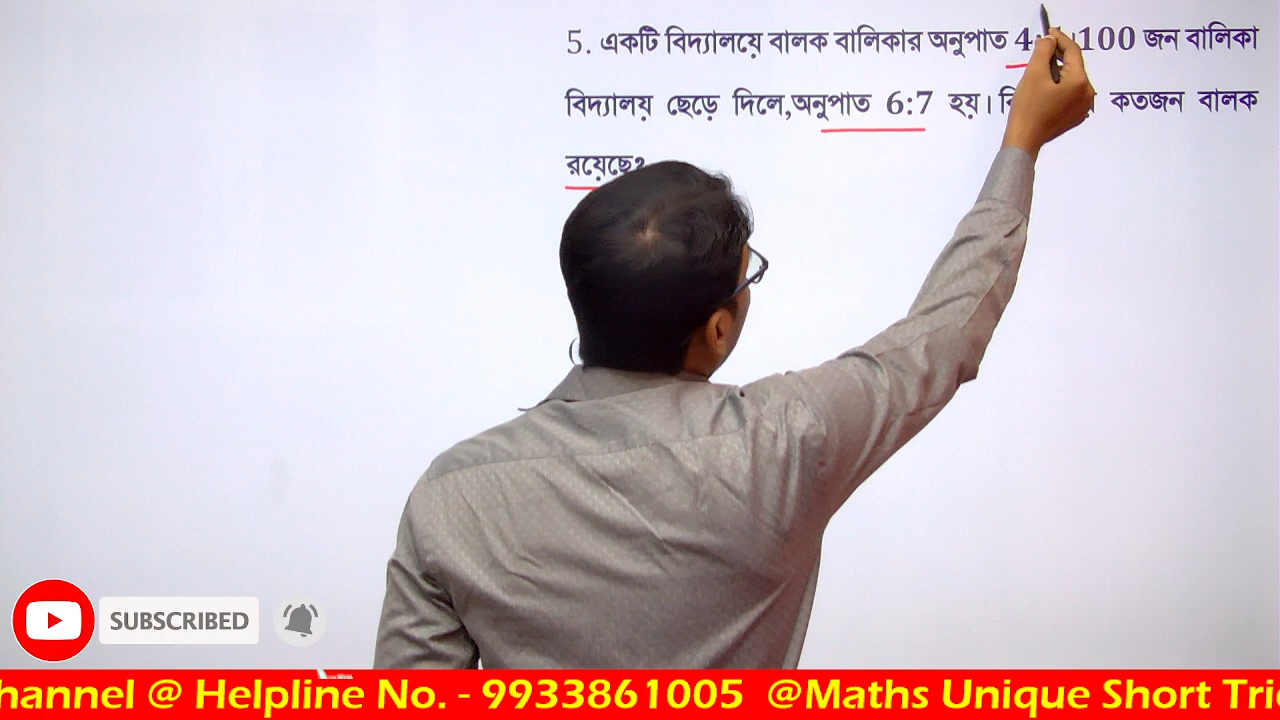 5. একটি বিদ্যালয়ে বালক বালিকার অনুপাত 100 জন বালিকা
বিদ্যালয় ছেড়ে দিলে,অনুপাত 6:7 হয়। কতজন বালক
রয়েছে?
SUBSCRIBED
hannel @ Helpline No. - 9933861005 @Maths Unique Short Tri